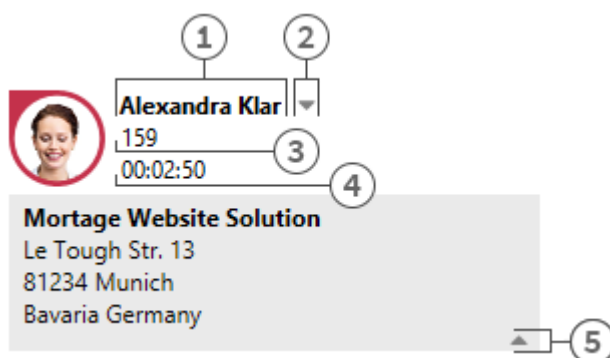 1 2
Alexandra Klar
159
3
00:02:50
4
Mortage Website Solution
Le Tough Str. 13
81234 Munich
Bavaria Germany
5